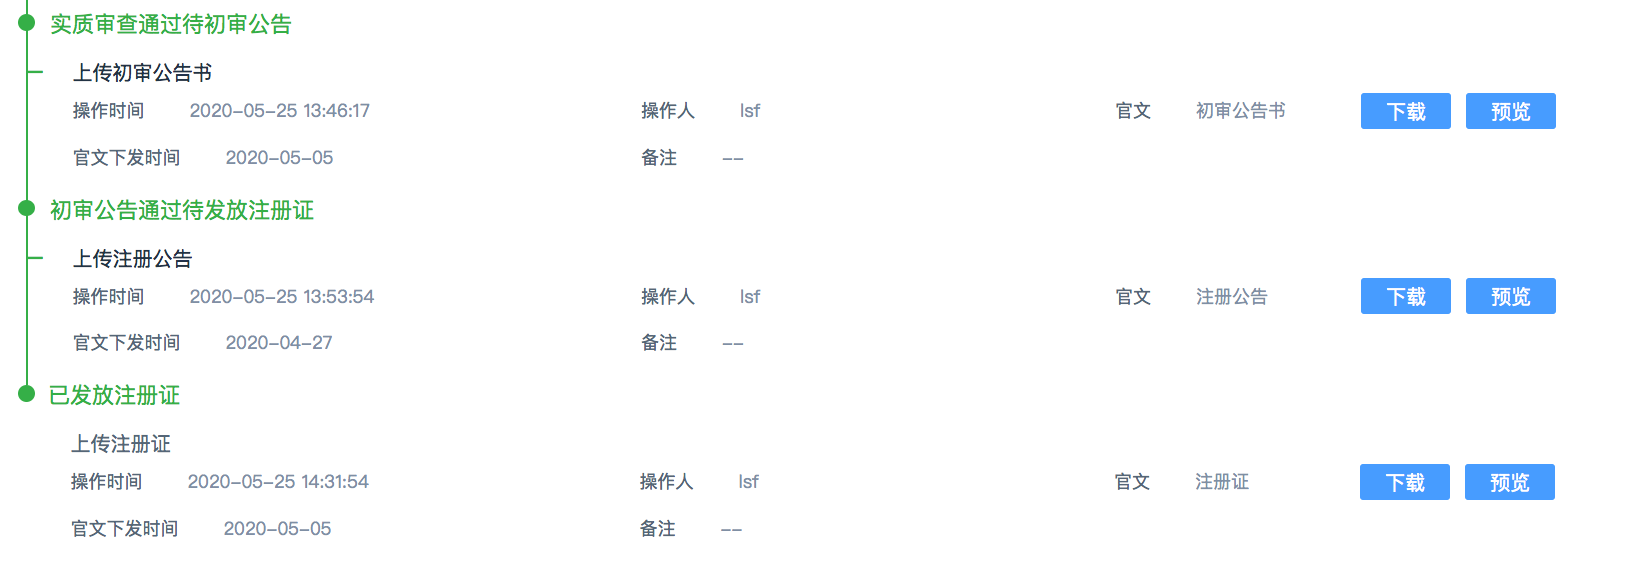 实质审查通过待初审公告
上传初审公告书
操作时间 2020-05-25 13:46:17 操作人 lsf 官文 初审公告书 下载 预览
官文下发时间 2020-05-05 备注 --
初审公告通过待发放注册证
上传注册公告
操作时间 2020-05-25 13:53:54 操作人 lsf 官文 注册公告 下载 预览
官文下发时间 2020-04-27 备注 --
已发放注册证
上传注册证
操作时间 2020-05-25 14:31:54 操作人 lsf 官文 注册证 下载 预览
官文下发时间 2020-05-05 备注 --